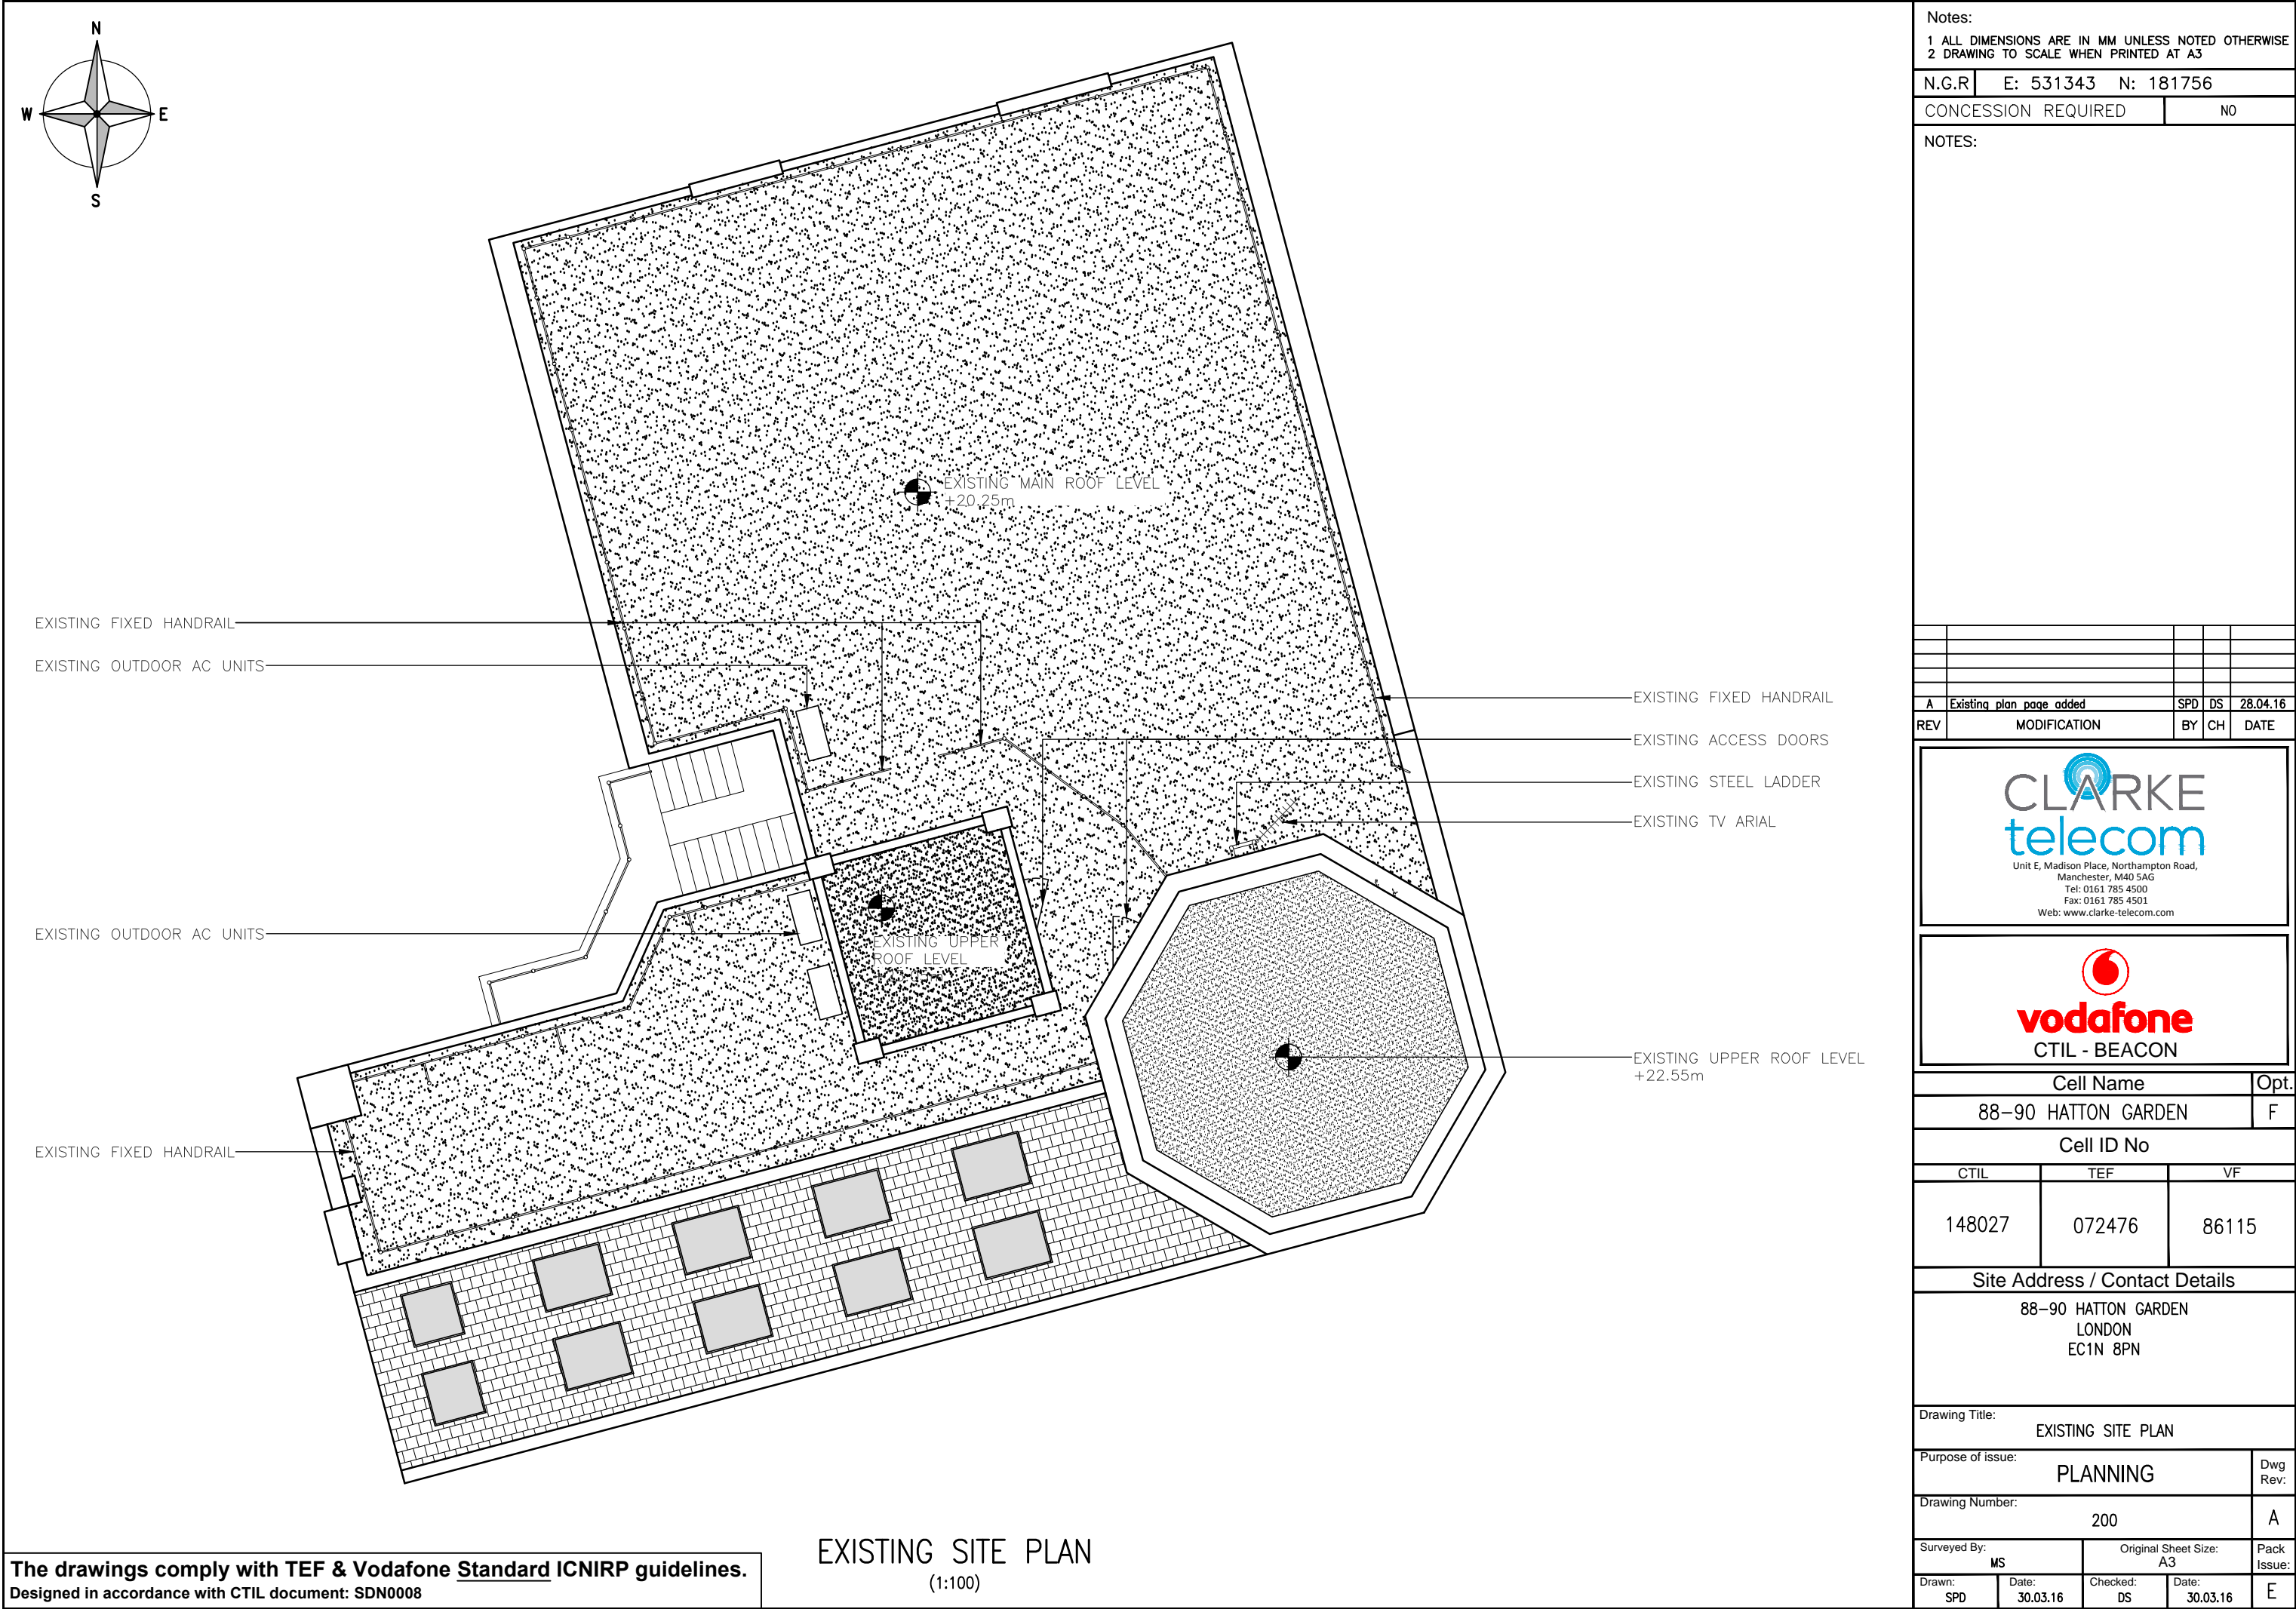 N
W
E
S
EXISTING FIXED HANDRAIL
EXISTING OUTDOOR AC UNITS
EXISTING OUTDOOR AC UNITS
EXISTING FIXED HANDRAIL
EXISTING MAIN ROOF LEVEL
+20.25m
EXISTING UPPER
ROOF LEVEL
EXISTING FIXED HANDRAIL
EXISTING ACCESS DOORS
EXISTING STEEL LADDER
EXISTING TV ARIAL
EXISTING UPPER ROOF LEVEL
+22.55m
EXISTING SITE PLAN
(1:100)
The drawings comply with TEF & Vodafone Standard ICNIRP guidelines.
Designed in accordance with CTIL document: SDN0008
Notes:
1 ALL DIMENSIONS ARE IN MM UNLESS NOTED OTHERWISE
2 DRAWING TO SCALE WHEN PRINTED AT A3
N.G.R E: 531343 N: 181756
CONCESSION REQUIRED NO
NOTES:
A Existing plan page added SPD DS 28.04.16
REV MODIFICATION BY CH DATE
CLARKE
telecom
Unit E, Madison Place, Northampton Road,
Manchester, M40 5AG
Tel: 0161 785 4500
Fax: 0161 785 4501
Web: www.clarke-telecom.com
vodafone
CTIL - BEACON
Cell Name Opt.
88-90 HATTON GARDEN F
Cell ID No
CTIL TEF VF
148027 072476 86115
Site Address / Contact Details
88-90 HATTON GARDEN
LONDON
EC1N 8PN
Drawing Title:
EXISTING SITE PLAN
Purpose of issue:
PLANNING
Dwg
Rev:
Drawing Number:
200
A
Surveyed By:
MS
Original Sheet Size:
A3
Pack
Issue:
Drawn:
SPD
Date:
30.03.16
Checked:
DS
Date:
30.03.16
E